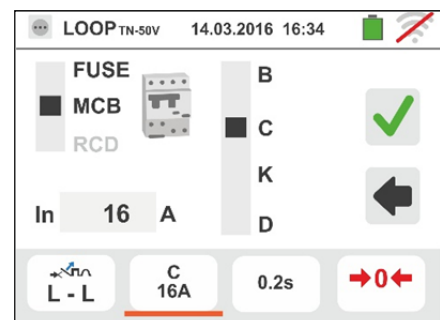 LOOP TN-50V 14.03.2016 16:34
FUSE
MCB
RCD
B
C
K
D
In 16 A
L - L
C
16A
0.2s
0